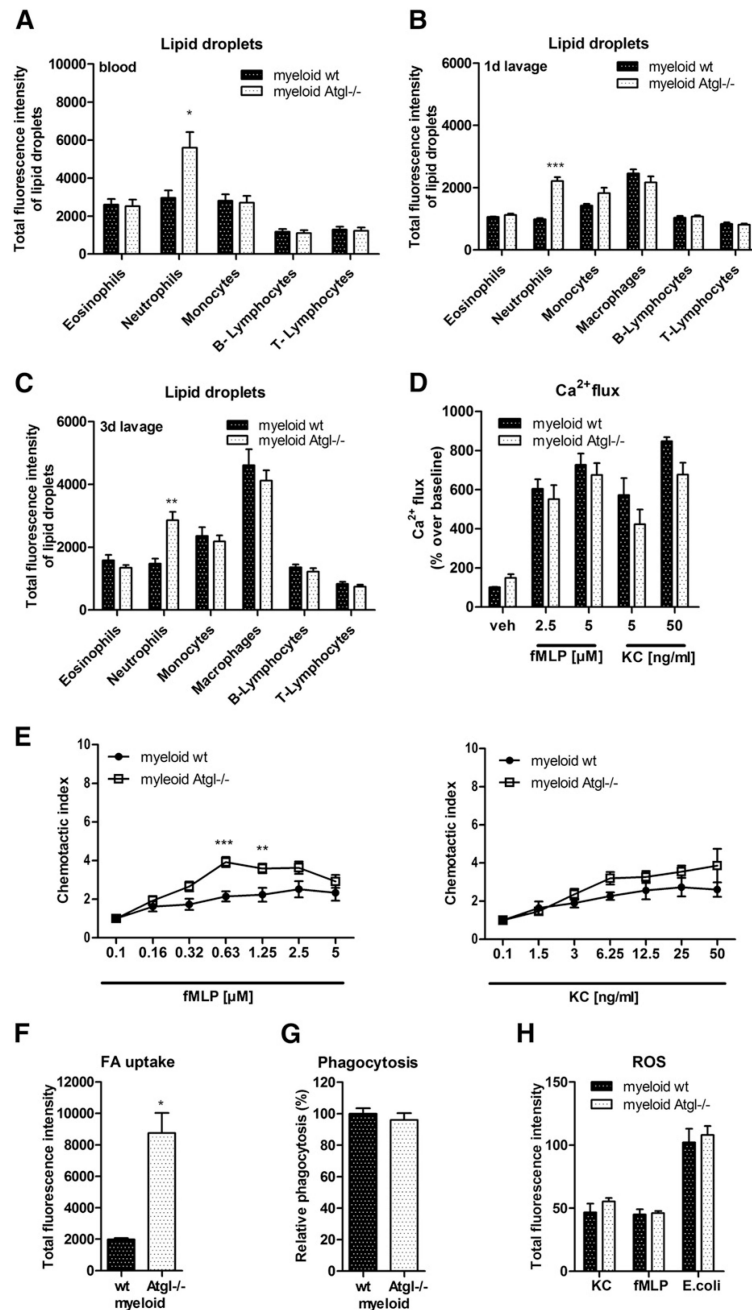 A
Lipid droplets
blood
myeloid wt
myeloid Atgl-/-
Total fluorescence intensity
of lipid droplets
10000
8000
6000
4000
2000
0
*
Eosinophils
Neutrophils
Monocytes
B- Lymphocytes
T- Lymphocytes
B
Lipid droplets
1d lavage
myeloid wt
myeloid Atgl-/-
Total fluorescence intensity
of lipid droplets
6000
4000
2000
0
***
Eosinophils
Neutrophils
Monocytes
Macrophages
B-Lymphocytes
T-Lymphocytes
C
Lipid droplets
3d lavage
myeloid wt
myeloid Atgl-/-
Total fluorescence intensity
of lipid droplets
6000
4000
2000
0
**
Eosinophils
Neutrophils
Monocytes
Macrophages
B-Lymphocytes
T-Lymphocytes
D
Ca2+ flux
myeloid wt
myeloid Atgl-/-
Ca2+ flux
(% over baseline)
1000
800
600
400
200
0
veh 2.5 5 5 50
fMLP [µM] KC [ng/ml]
E
myeloid wt
myleoid Atgl-/-
Chemotactic index
10
8
6
4
2
0
*** **
0.1 0.16 0.32 0.63 1.25 2.5 5
fMLP [µM]
myeloid wt
myeloid Atgl-/-
Chemotactic index
10
8
6
4
2
0
0.1 1.5 3 6.25 12.5 25 50
KC [ng/ml]
F
FA uptake
Total fluorescence intensity
12000
10000
8000
6000
4000
2000
0
*
wt Atgl-/-
myeloid
G
Phagocytosis
Relative phagocytosis (%)
120
100
80
60
40
20
0
wt Atgl-/-
myeloid
H
ROS
myeloid wt
myeloid Atgl-/-
Total fluorescence intensity
150
100
50
0
KC fMLP E.coli